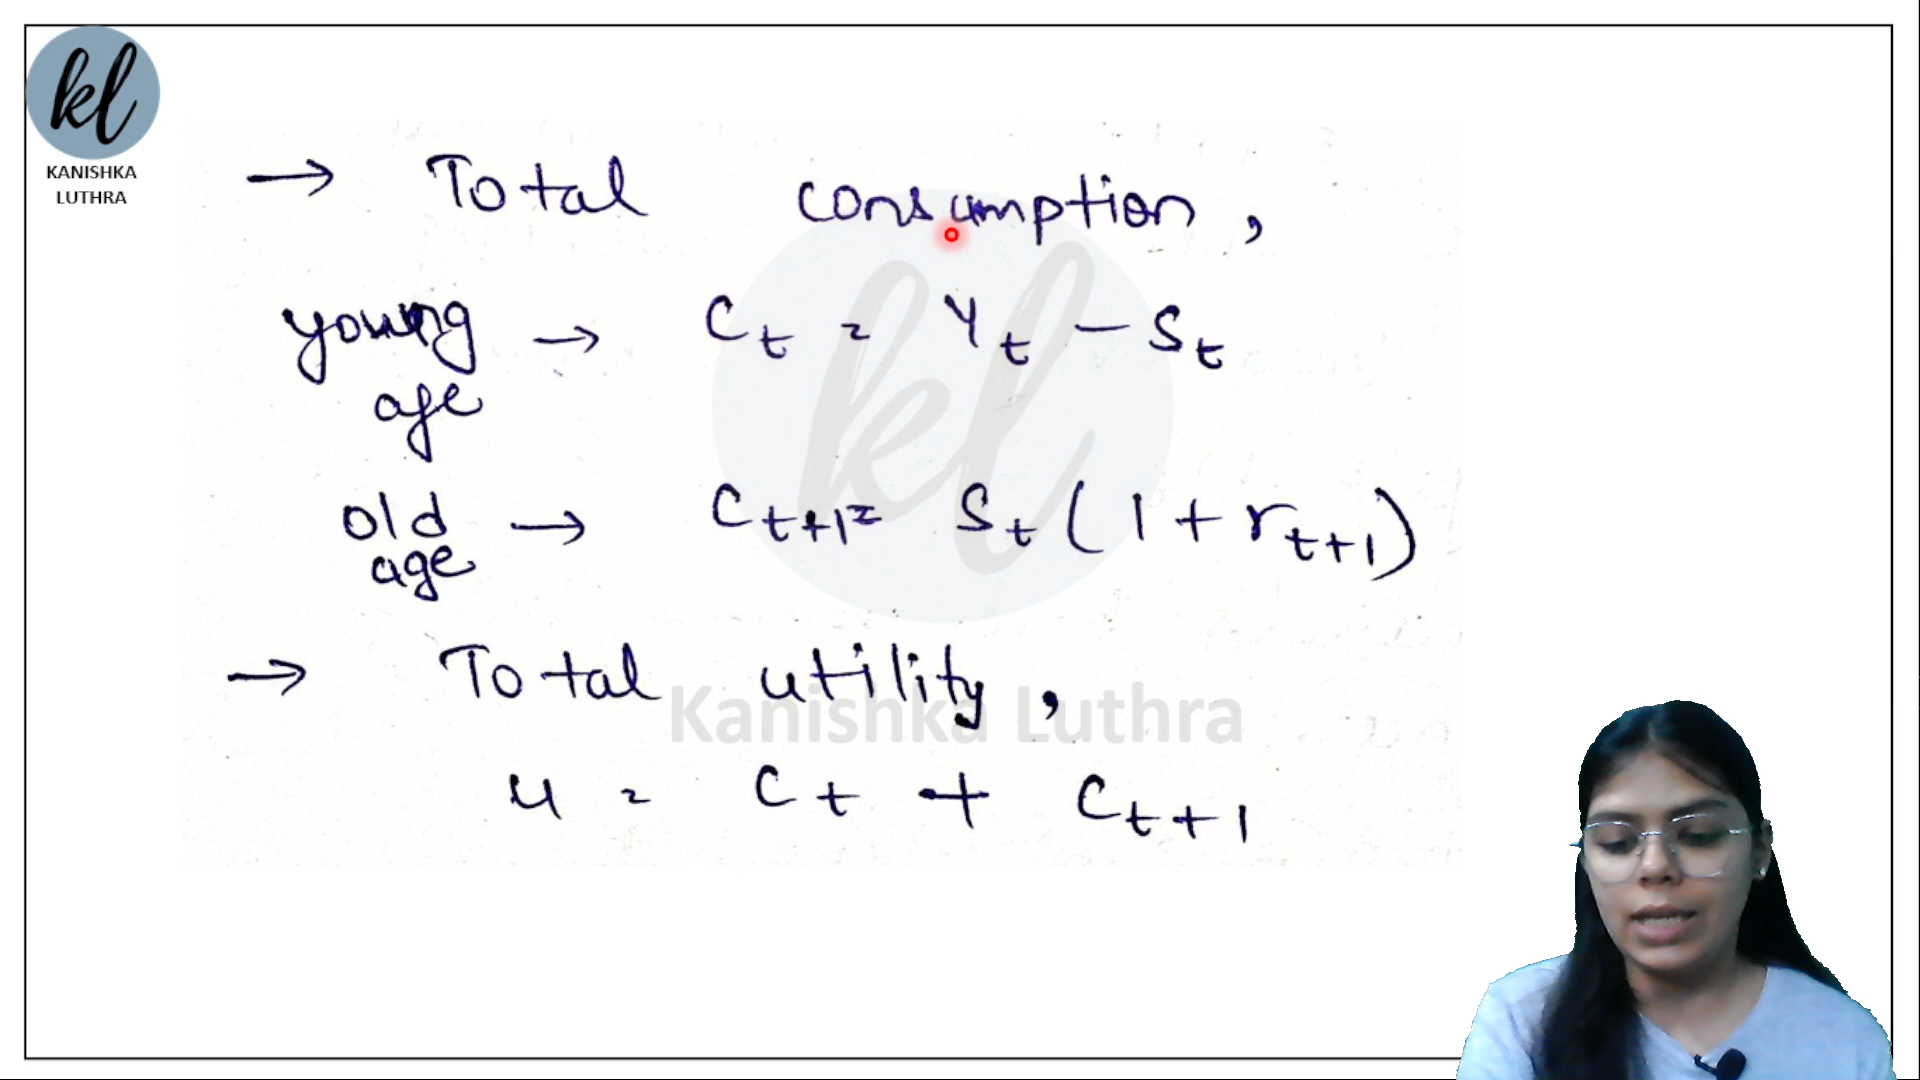 kl
KANISHKA
LUTHRA
→ Total consumption,
young age → Ct = Yt - St
old age → Ct+1 = St (1 + rt+1)
→ Total utility,
Kanishka Luthra
u = Ct + Ct+1